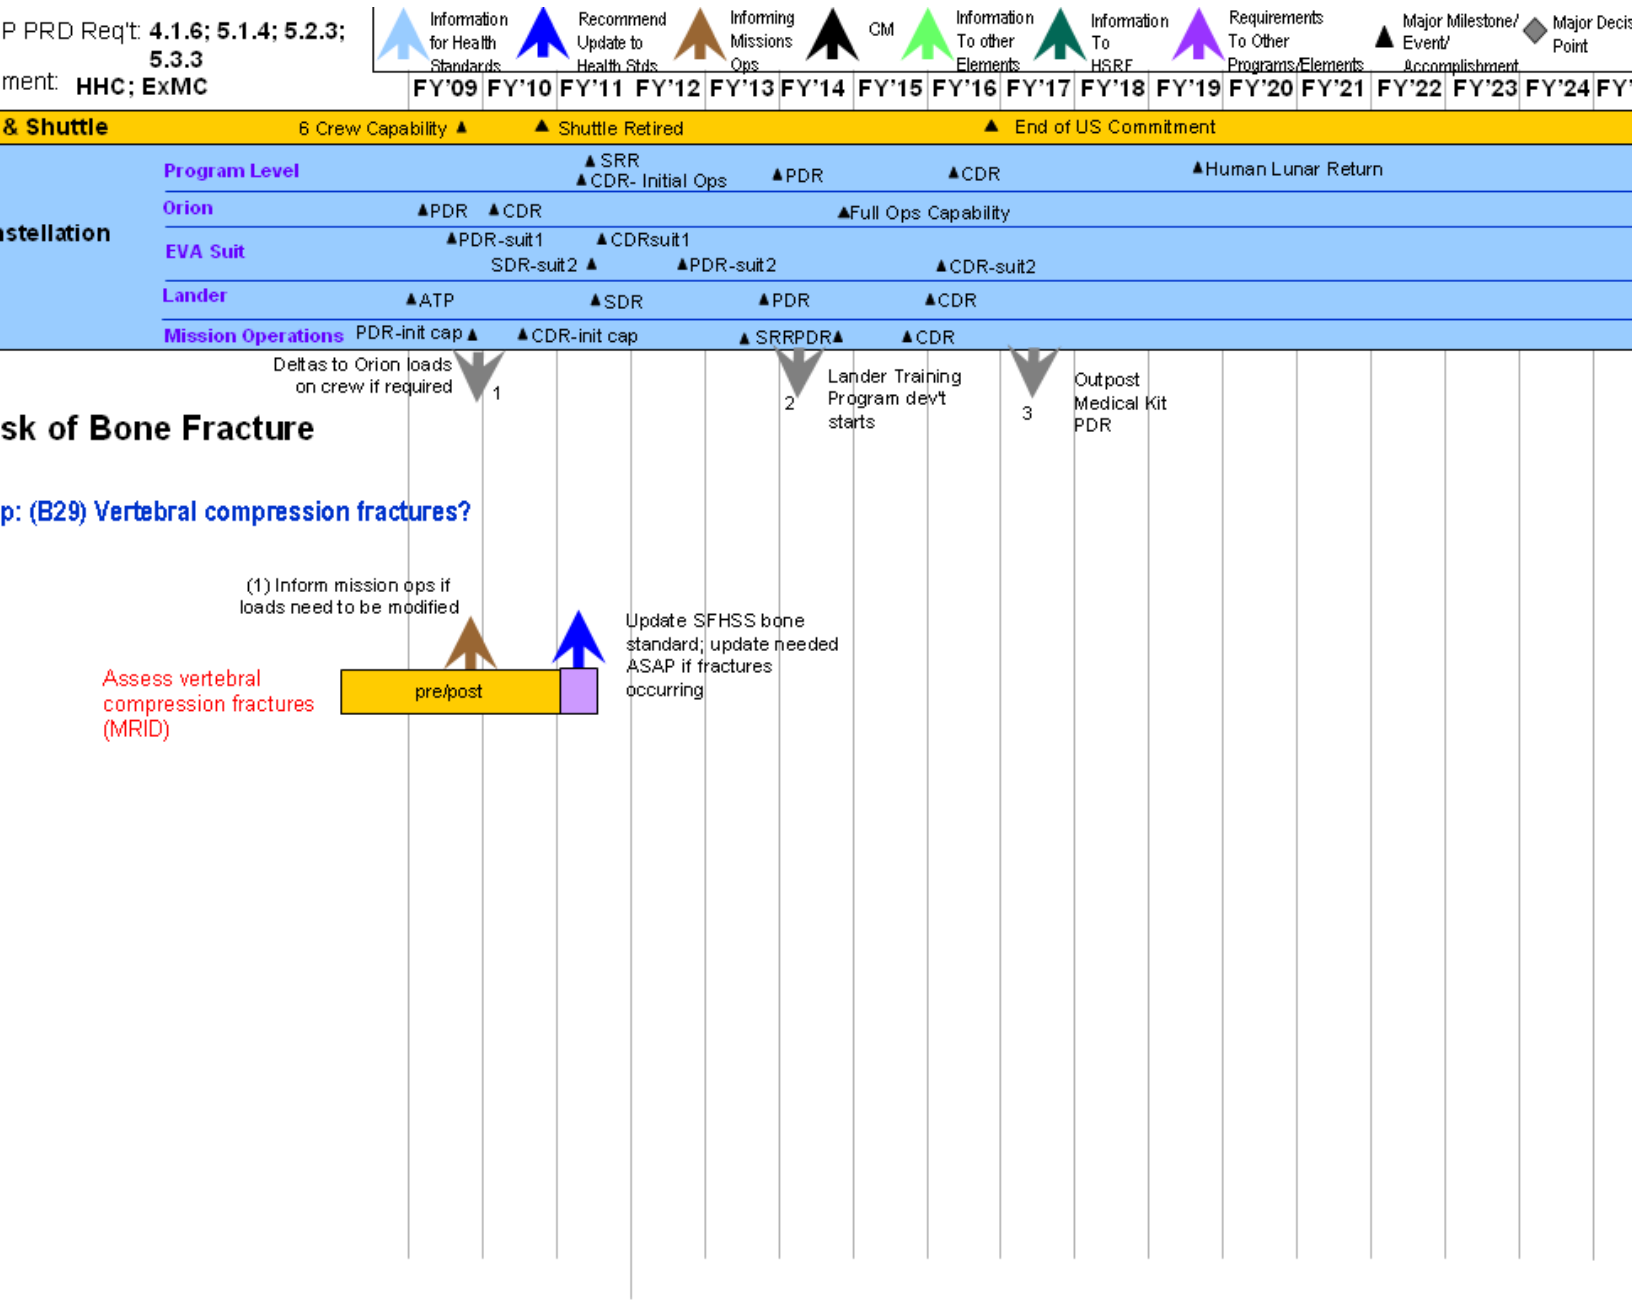 P PRD Req't: 4.1.6; 5.1.4; 5.2.3;
5.3.3
ment: HHC; ExMC
Information
for Health
Standards
Recommend
Update to
Health Stds
Informing
Missions
Ops
CM
Information
To other
Elements
Information
To
HSRF
Requirements
To Other
Programs/Elements
Major Milestone/
Event/
Accomplishment
Major Decis
Point
FY'09 FY'10 FY'11 FY'12 FY'13 FY'14 FY'15 FY'16 FY'17 FY'18 FY'19 FY'20 FY'21 FY'22 FY'23 FY'24 FY'
& Shuttle 6 Crew Capability Shuttle Retired End of US Commitment
nstellation
Program Level
SRR
CDR- Initial Ops
PDR
CDR
Human Lunar Return
Orion
PDR
CDR
Full Ops Capability
EVA Suit
PDR-suit1
CDRsuit1
SDR-suit2
PDR-suit2
CDR-suit2
Lander
ATP
SDR
PDR
CDR
Mission Operations
PDR-init cap
CDR-init cap
SRR
PDR
CDR
Deltas to Orion loads
on crew if required
1
2
Lander Training
Program dev't
starts
3
Outpost
Medical Kit
PDR
sk of Bone Fracture
p: (B29) Vertebral compression fractures?
(1) Inform mission ops if
loads need to be modified
Update SFHSS bone
standard; update needed
ASAP if fractures
occurring
Assess vertebral
compression fractures
(MRID)
pre/post